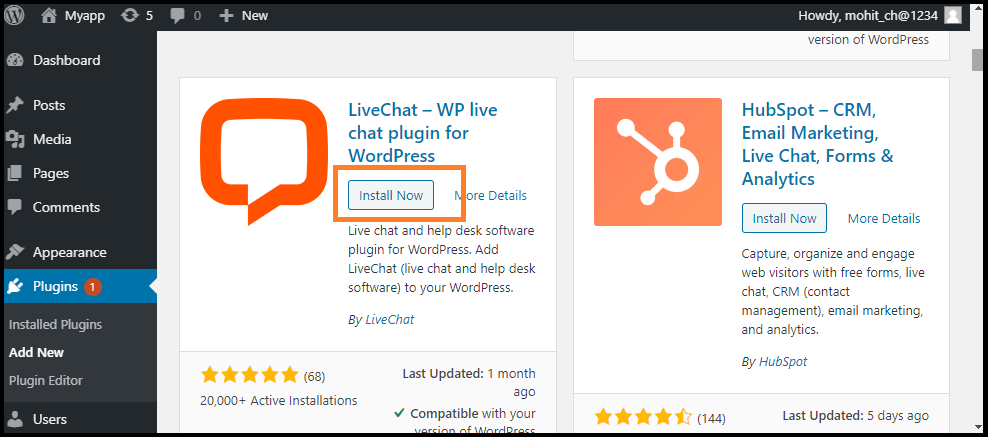 Myapp
5
0
New
Howdy, mohit_ch@1234
Dashboard
Posts
Media
Pages
Comments
Appearance
Plugins 1
Installed Plugins
Add New
Plugin Editor
Users
LiveChat – WP live
chat plugin for
WordPress
Install Now
More Details
Live chat and help desk software
plugin for WordPress. Add
LiveChat (live chat and help desk
software) to your WordPress.
By LiveChat
(68)
20,000+ Active Installations
Last Updated: 1 month
ago
Compatible with your
version of WordPress
version of WordPress
HubSpot – CRM,
Email Marketing,
Live Chat, Forms &
Analytics
Install Now
More Details
Capture, organize and engage
web visitors with free forms, live
chat, CRM (contact
management), email marketing,
and analytics.
By HubSpot
(144)
Last Updated: 5 days ago